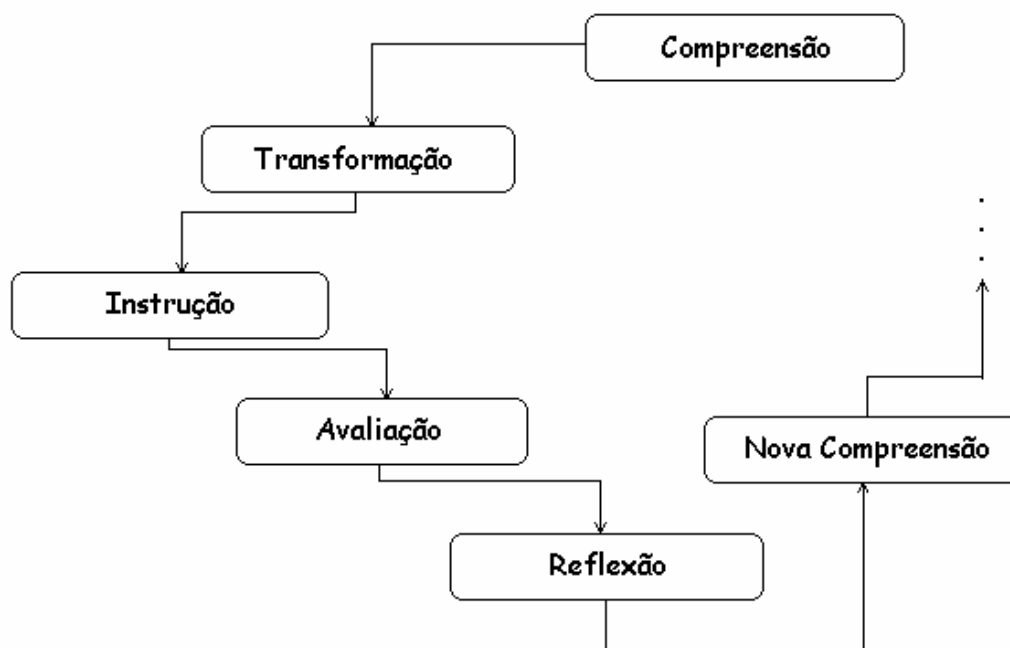 Compreensão
Transformação
Instrução
Avaliação
Reflexão
Nova Compreensão